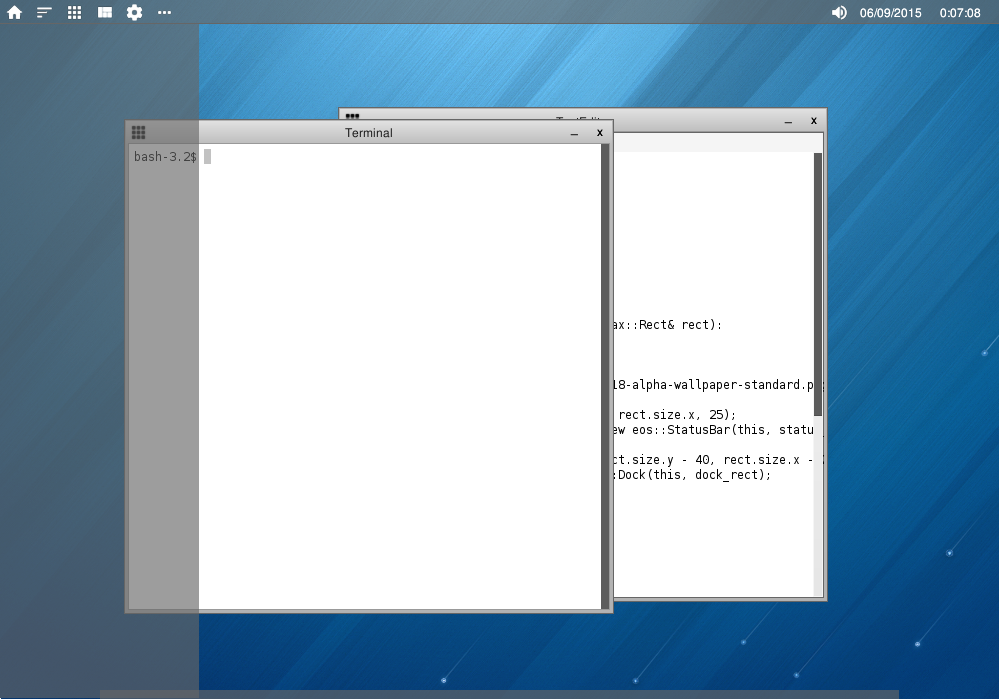 06/09/2015 0:07:08
Terminal
bash-3.2$
ax::Rect& rect):
18-alpha-wallpaper-standard.p
rect.size.x, 25);
ew eos::StatusBar(this, statu
ct.size.y - 40, rect.size.x -
:Dock(this, dock_rect);